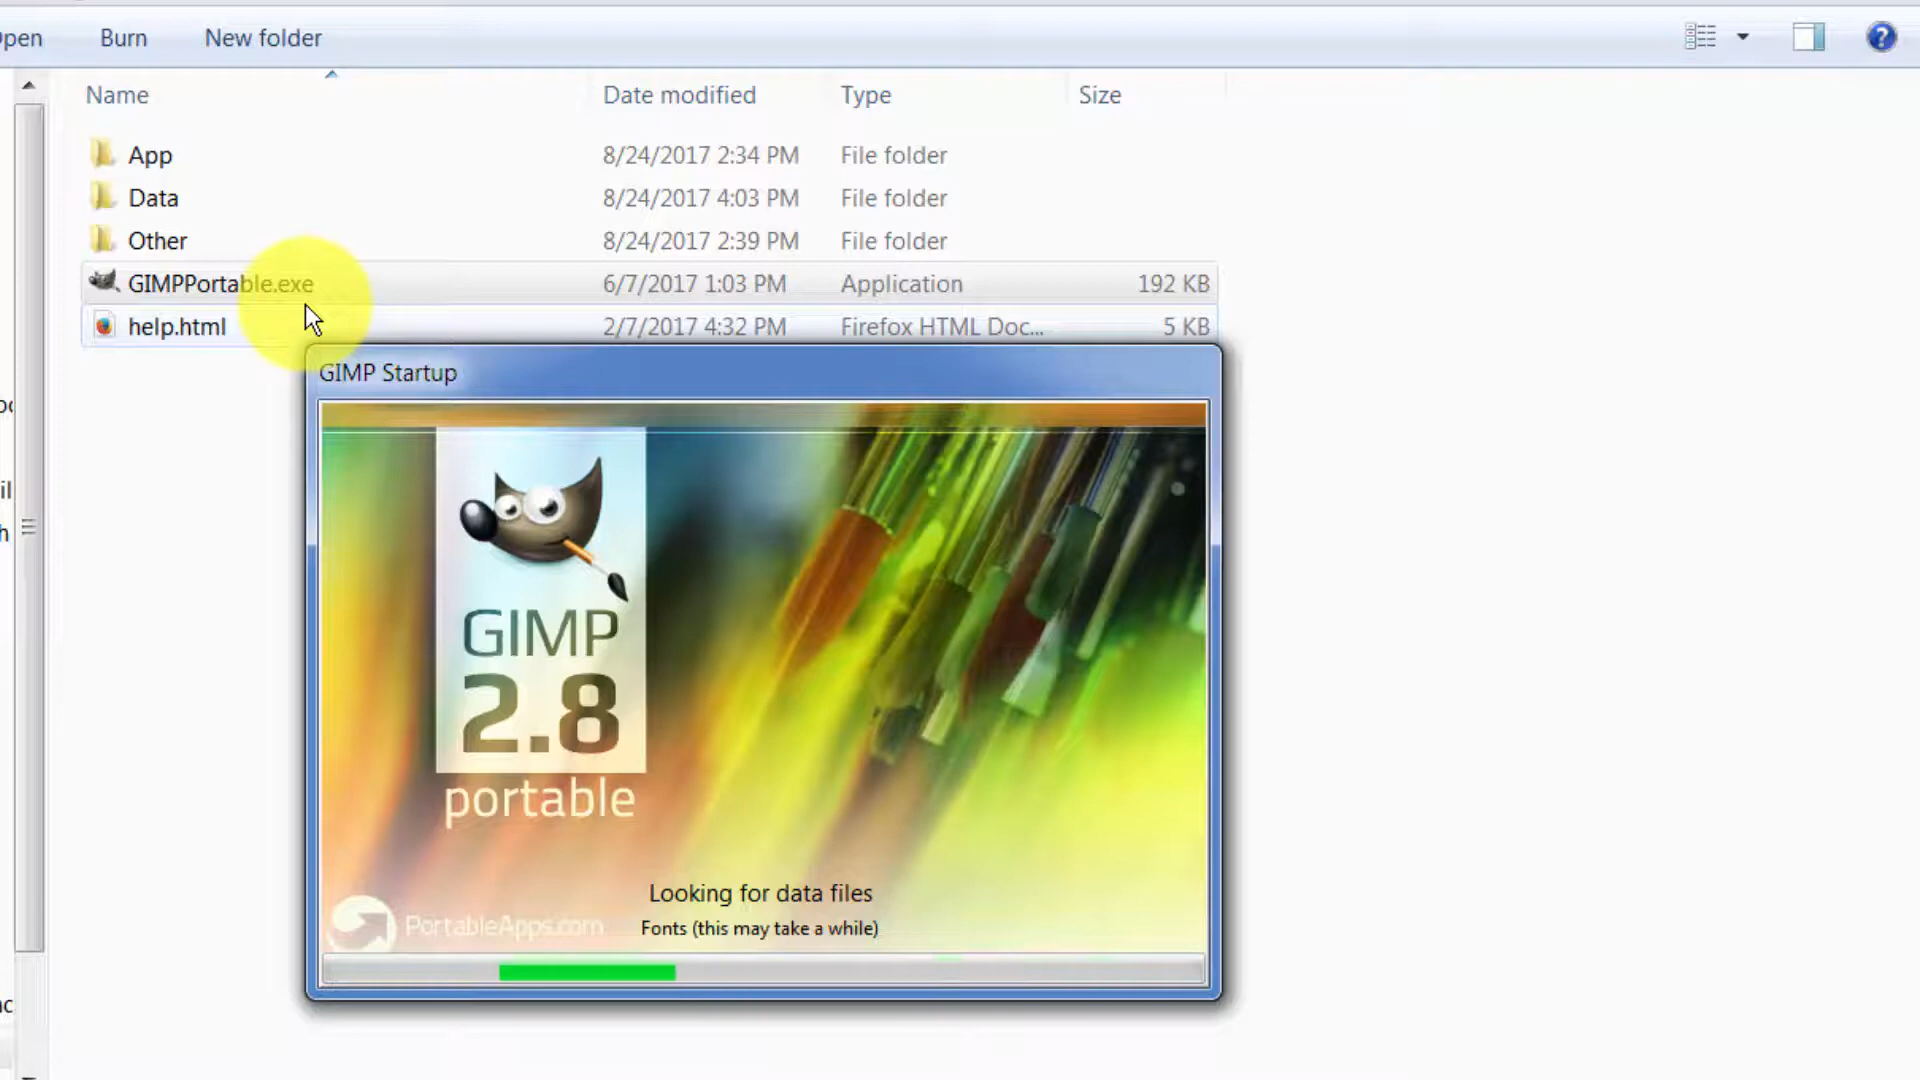 Burn New folder
Name Date modified Type Size
App 8/24/2017 2:34 PM File folder
Data 8/24/2017 4:03 PM File folder
Other 8/24/2017 2:39 PM File folder
GIMPPortable.exe 6/7/2017 1:03 PM Application 192 KB
help.html 2/7/2017 4:32 PM Firefox HTML Doc... 5 KB
GIMP Startup
GIMP
2.8
portable
Looking for data files
PortableApps.com
Fonts (this may take a while)